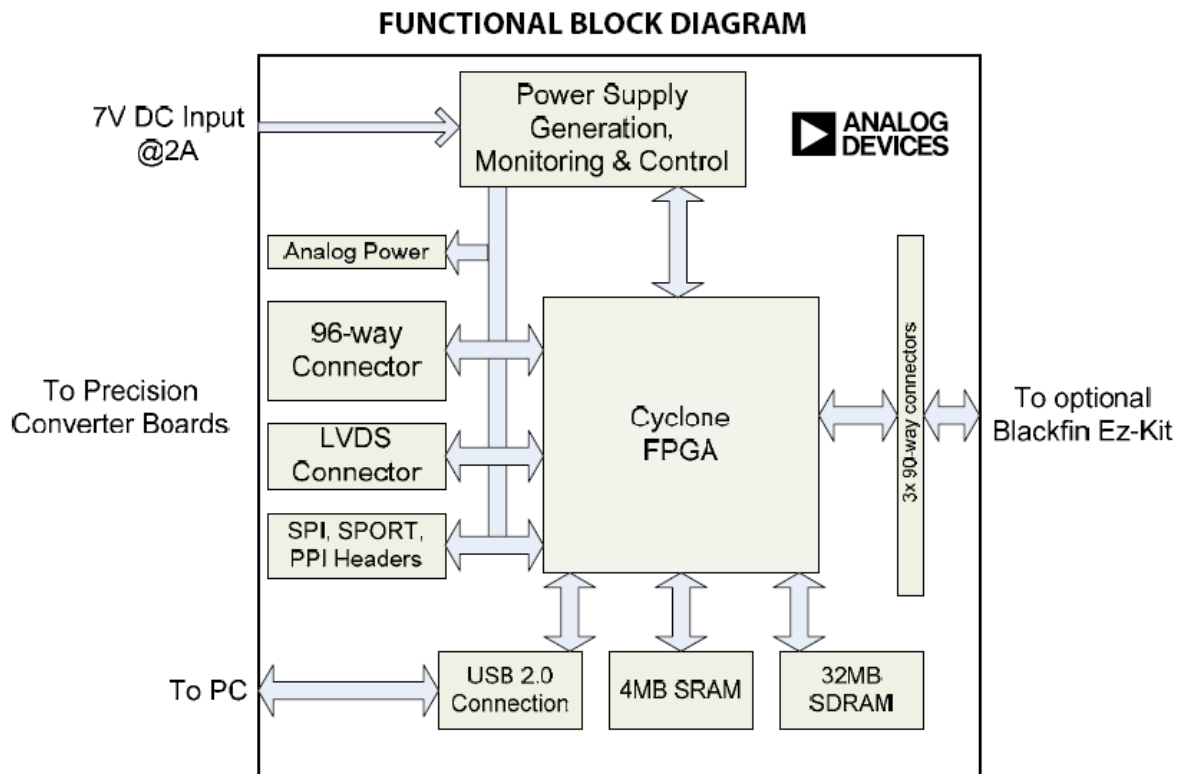 FUNCTIONAL BLOCK DIAGRAM
7V DC Input
@2A
Power Supply
Generation,
Monitoring & Control
ANALOG
DEVICES
Analog Power
96-way
Connector
To Precision
Converter Boards
LVDS
Connector
SPI, SPORT,
PPI Headers
Cyclone
FPGA
3x 90-way connectors
To optional
Blackfin Ez-Kit
To PC
USB 2.0
Connection
4MB SRAM
32MB
SDRAM